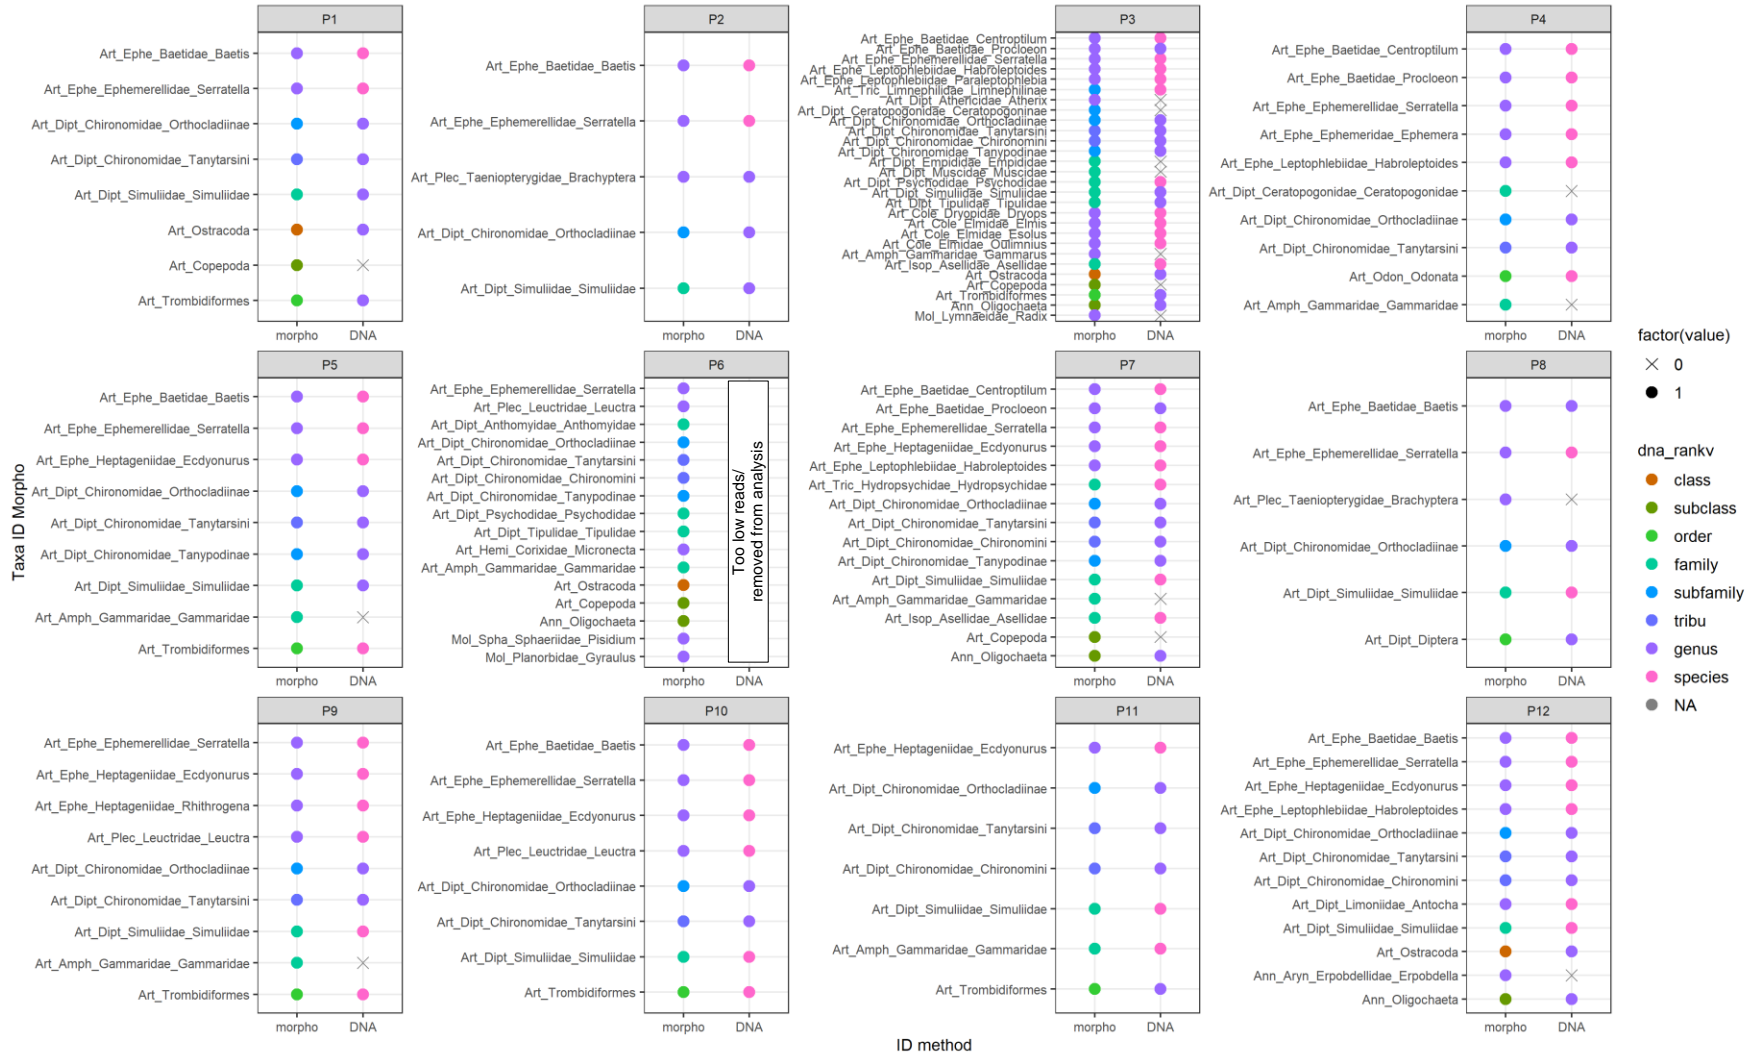 P1
Art_Ephe_Baetidae_Baetis
Art_Ephe_Ephemerellidae_Serratella
Art_Dipt_Chironomidae_Orthocladiinae
Art_Dipt_Chironomidae_Tanytarsini
Art_Dipt_Simuliidae_Simuliidae
Art_Ostracoda
Art_Copepoda
Art_Trombidiformes
morpho DNA
P2
Art_Ephe_Baetidae_Baetis
Art_Ephe_Ephemerellidae_Serratella
Art_Plec_Taeniopterygidae_Brachyptera
Art_Dipt_Chironomidae_Orthocladiinae
Art_Dipt_Simuliidae_Simuliidae
morpho DNA
P3
Art_Ephe_Baetidae_Centroptilum
Art_Ephe_Baetidae_Procloeon
Art_Ephe_Ephemerellidae_Serratella
Art_Ephe_Leptophlebiidae_Habroleptoides
Art_Ephe_Leptophlebiidae_Paraleptophlebia
Art_Tric_Limnephilidae_Limnephilinae
Art_Dipt_Athericidae_Atherix
Art_Dipt_Ceratopogonidae_Ceratopogoninae
Art_Dipt_Chironomidae_Orthocladiinae
Art_Dipt_Chironomidae_Tanytarsini
Art_Dipt_Chironomidae_Chironomini
Art_Dipt_Chironomidae_Tanypodinae
Art_Dipt_Empididae_Empididae
Art_Dipt_Muscidae_Muscidae
Art_Dipt_Psychodidae_Psychodidae
Art_Dipt_Simuliidae_Simuliidae
Art_Dipt_Tipulidae_Tipulidae
Art_Cole_Dryopidae_Dryops
Art_Cole_Elmidae_Elmis
Art_Cole_Elmidae_Esolus
Art_Cole_Elmidae_Oulimnius
Art_Amph_Gammaridae_Gammarus
Art_Isop_Asellidae_Asellidae
Art_Ostracoda
Art_Copepoda
Art_Trombidiformes
Ann_Oligochaeta
Mol_Lymnaeidae_Radix
morpho DNA
P4
Art_Ephe_Baetidae_Centroptilum
Art_Ephe_Baetidae_Procloeon
Art_Ephe_Ephemerellidae_Serratella
Art_Ephe_Ephemeridae_Ephemera
Art_Ephe_Leptophlebiidae_Habroleptoides
Art_Dipt_Ceratopogonidae_Ceratopogonidae
Art_Dipt_Chironomidae_Orthocladiinae
Art_Dipt_Chironomidae_Tanytarsini
Art_Odon_Odonata
Art_Amph_Gammaridae_Gammaridae
morpho DNA
P5
Art_Ephe_Baetidae_Baetis
Art_Ephe_Ephemerellidae_Serratella
Art_Ephe_Heptageniidae_Ecdyonurus
Art_Dipt_Chironomidae_Orthocladiinae
Art_Dipt_Chironomidae_Tanytarsini
Art_Dipt_Chironomidae_Tanypodinae
Art_Dipt_Simuliidae_Simuliidae
Art_Amph_Gammaridae_Gammaridae
Art_Trombidiformes
morpho DNA
P6
Art_Ephe_Ephemerellidae_Serratella
Art_Plec_Leuctridae_Leuctra
Art_Dipt_Anthomyidae_Anthomyidae
Art_Dipt_Chironomidae_Orthocladiinae
Art_Dipt_Chironomidae_Tanytarsini
Art_Dipt_Chironomidae_Chironomini
Art_Dipt_Chironomidae_Tanypodinae
Art_Dipt_Psychodidae_Psychodidae
Art_Dipt_Tipulidae_Tipulidae
Art_Hemi_Corixidae_Micronecta
Art_Amph_Gammaridae_Gammaridae
Art_Ostracoda
Art_Copepoda
Ann_Oligochaeta
Mol_Spha_Sphaeriidae_Pisidium
Mol_Planorbidae_Gyraulus
Too low reads/
removed from analysis
morpho DNA
P7
Art_Ephe_Baetidae_Centroptilum
Art_Ephe_Baetidae_Procloeon
Art_Ephe_Ephemerellidae_Serratella
Art_Ephe_Heptageniidae_Ecdyonurus
Art_Ephe_Leptophlebiidae_Habroleptoides
Art_Tric_Hydropsychidae_Hydropsychidae
Art_Dipt_Chironomidae_Orthocladiinae
Art_Dipt_Chironomidae_Tanytarsini
Art_Dipt_Chironomidae_Chironomini
Art_Dipt_Chironomidae_Tanypodinae
Art_Dipt_Simuliidae_Simuliidae
Art_Amph_Gammaridae_Gammaridae
Art_Isop_Asellidae_Asellidae
Art_Copepoda
Ann_Oligochaeta
morpho DNA
P8
Art_Ephe_Baetidae_Baetis
Art_Ephe_Ephemerellidae_Serratella
Art_Plec_Taeniopterygidae_Brachyptera
Art_Dipt_Chironomidae_Orthocladiinae
Art_Dipt_Simuliidae_Simuliidae
Art_Dipt_Diptera
morpho DNA
P9
Art_Ephe_Ephemerellidae_Serratella
Art_Ephe_Heptageniidae_Ecdyonurus
Art_Ephe_Heptageniidae_Rhithrogena
Art_Plec_Leuctridae_Leuctra
Art_Dipt_Chironomidae_Orthocladiinae
Art_Dipt_Chironomidae_Tanytarsini
Art_Dipt_Simuliidae_Simuliidae
Art_Amph_Gammaridae_Gammaridae
Art_Trombidiformes
morpho DNA
P10
Art_Ephe_Baetidae_Baetis
Art_Ephe_Ephemerellidae_Serratella
Art_Ephe_Heptageniidae_Ecdyonurus
Art_Plec_Leuctridae_Leuctra
Art_Dipt_Chironomidae_Orthocladiinae
Art_Dipt_Chironomidae_Tanytarsini
Art_Dipt_Simuliidae_Simuliidae
Art_Trombidiformes
morpho DNA
P11
Art_Ephe_Heptageniidae_Ecdyonurus
Art_Dipt_Chironomidae_Orthocladiinae
Art_Dipt_Chironomidae_Tanytarsini
Art_Dipt_Chironomidae_Chironomini
Art_Dipt_Simuliidae_Simuliidae
Art_Amph_Gammaridae_Gammaridae
Art_Trombidiformes
morpho DNA
P12
Art_Ephe_Baetidae_Baetis
Art_Ephe_Ephemerellidae_Serratella
Art_Ephe_Heptageniidae_Ecdyonurus
Art_Ephe_Leptophlebiidae_Habroleptoides
Art_Dipt_Chironomidae_Orthocladiinae
Art_Dipt_Chironomidae_Tanytarsini
Art_Dipt_Chironomidae_Chironomini
Art_Dipt_Limoniidae_Antocha
Art_Dipt_Simuliidae_Simuliidae
Art_Ostracoda
Ann_Aryn_Erpobdellidae_Erpobdella
Ann_Oligochaeta
morpho DNA
Taxa ID Morpho
ID method
factor(value)
0
1
dna_rankv
class
subclass
order
family
subfamily
tribu
genus
species
NA